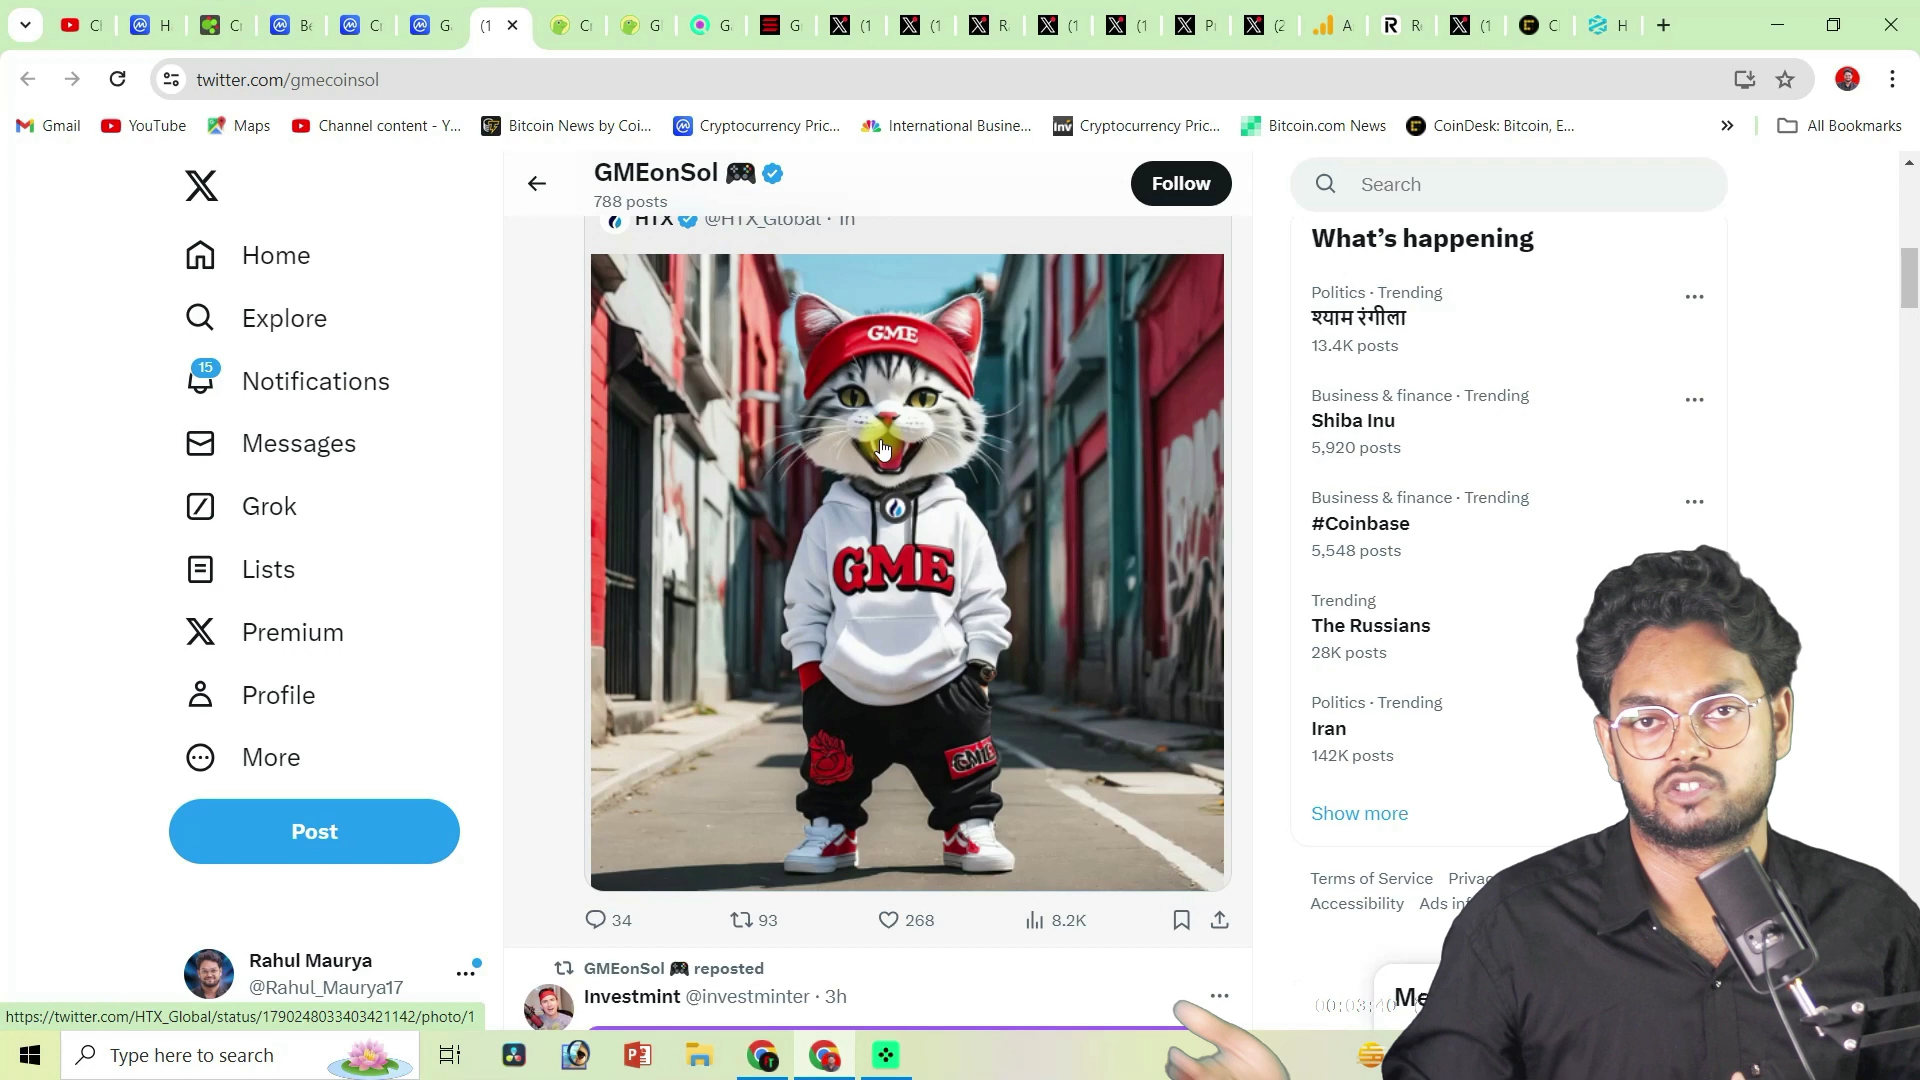 twitter.com/gmecoinsol
Gmail
YouTube
Maps
Channel content - Y...
Bitcoin News by Coi...
Cryptocurrency Pric...
International Busine...
Cryptocurrency Pric...
Bitcoin.com News
CoinDesk: Bitcoin, E...
All Bookmarks
Home
Explore
15
Notifications
Messages
Grok
Lists
Premium
Profile
More
Post
Rahul Maurya
@Rahul_Maurya17
GMEonSol
788 posts
Follow
HTX @HTX_Global · 1h
GME
GME
GME
34
93
268
8.2K
GMEonSol reposted
Investmint @investminter · 3h
Search
What's happening
Politics · Trending
श्याम रंगीला
13.4K posts
Business & finance · Trending
Shiba Inu
5,920 posts
Business & finance · Trending
#Coinbase
5,548 posts
Trending
The Russians
28K posts
Politics · Trending
Iran
142K posts
Show more
Terms of Service
Accessibility
00:03:40
https://twitter.com/HTX_Global/status/1790248033403421142/photo/1
Type here to search